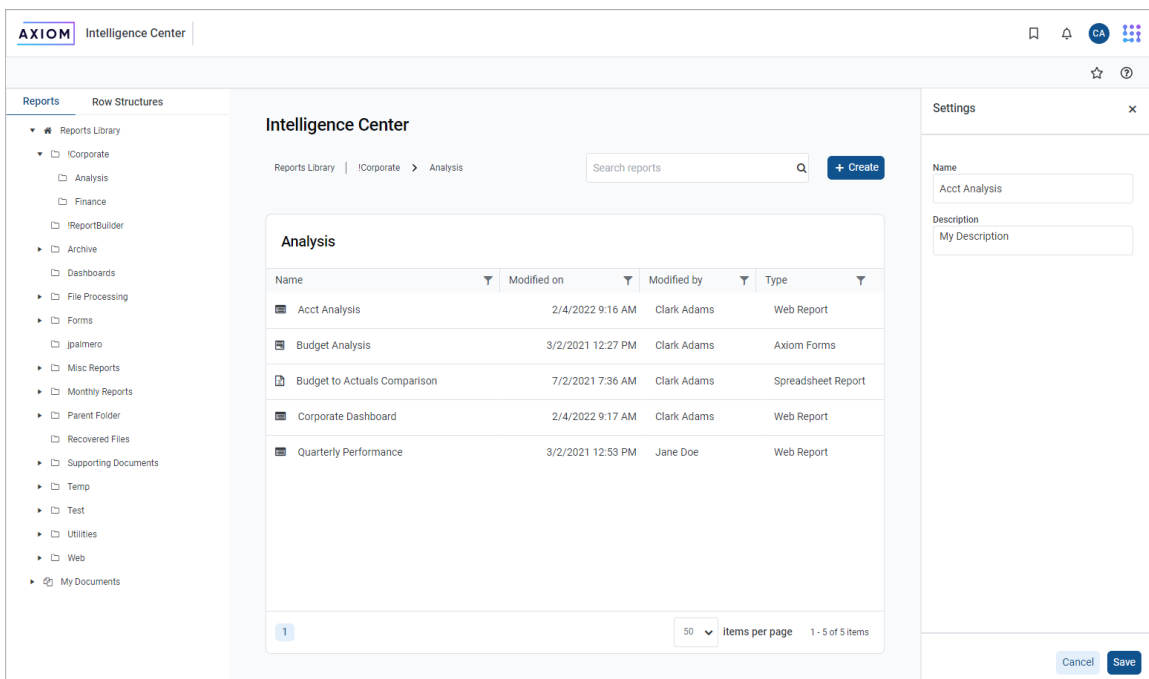 AXIOM Intelligence Center
CA
Reports Row Structures
Reports Library
!Corporate
Analysis
Finance
!ReportBuilder
Archive
Dashboards
File Processing
Forms
jpalmero
Misc Reports
Monthly Reports
Parent Folder
Recovered Files
Supporting Documents
Temp
Test
Utilities
Web
My Documents
Intelligence Center
Reports Library | !Corporate > Analysis
Search reports
+ Create
Analysis
Name Modified on Modified by Type
Acct Analysis 2/4/2022 9:16 AM Clark Adams Web Report
Budget Analysis 3/2/2021 12:27 PM Clark Adams Axiom Forms
Budget to Actuals Comparison 7/2/2021 7:36 AM Clark Adams Spreadsheet Report
Corporate Dashboard 2/4/2022 9:17 AM Clark Adams Web Report
Quarterly Performance 3/2/2021 12:53 PM Jane Doe Web Report
1 50 items per page 1 - 5 of 5 items
Settings
Name
Acct Analysis
Description
My Description
Cancel Save